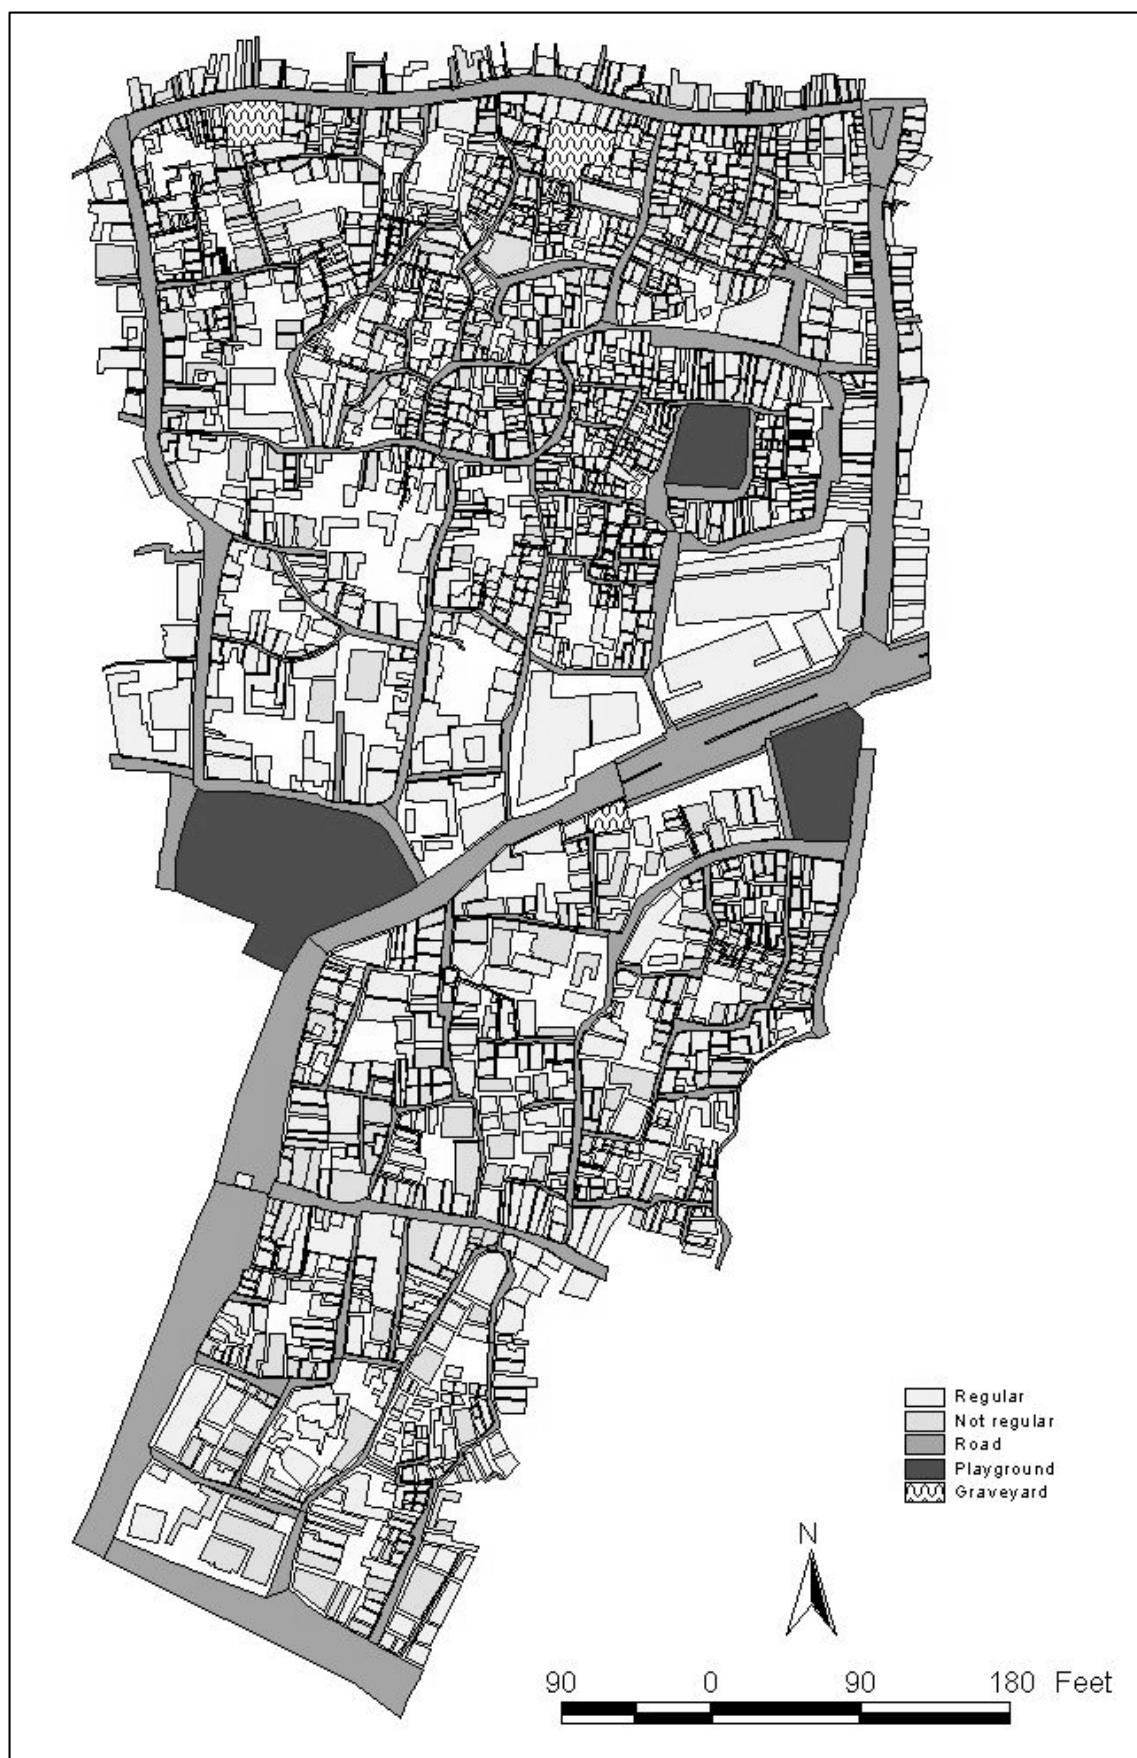 Regular
Not regular
Road
Playground
Graveyard
N
90 0 90 180 Feet